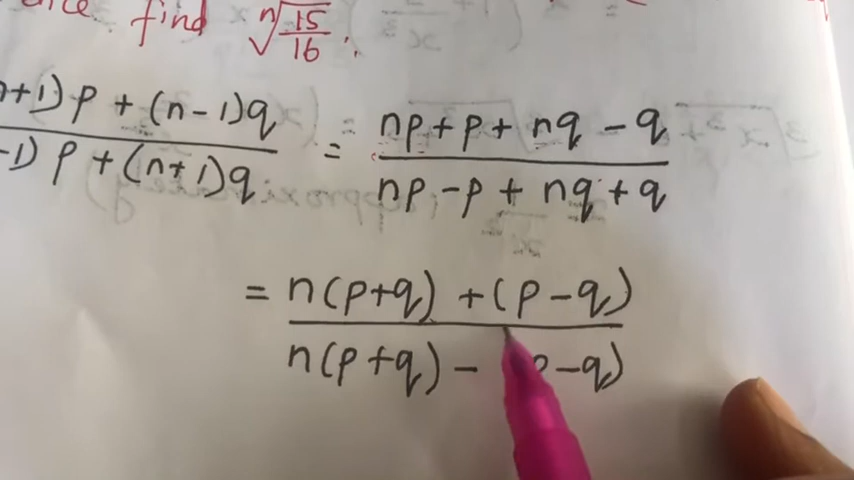 find ⁿ√(15/16).
+1)p + (n-1)q / -1)p + (n+1)q = np+p+nq-q / np-p+nq+q
= n(p+q) +(p-q) / n(p+q) - p-q)